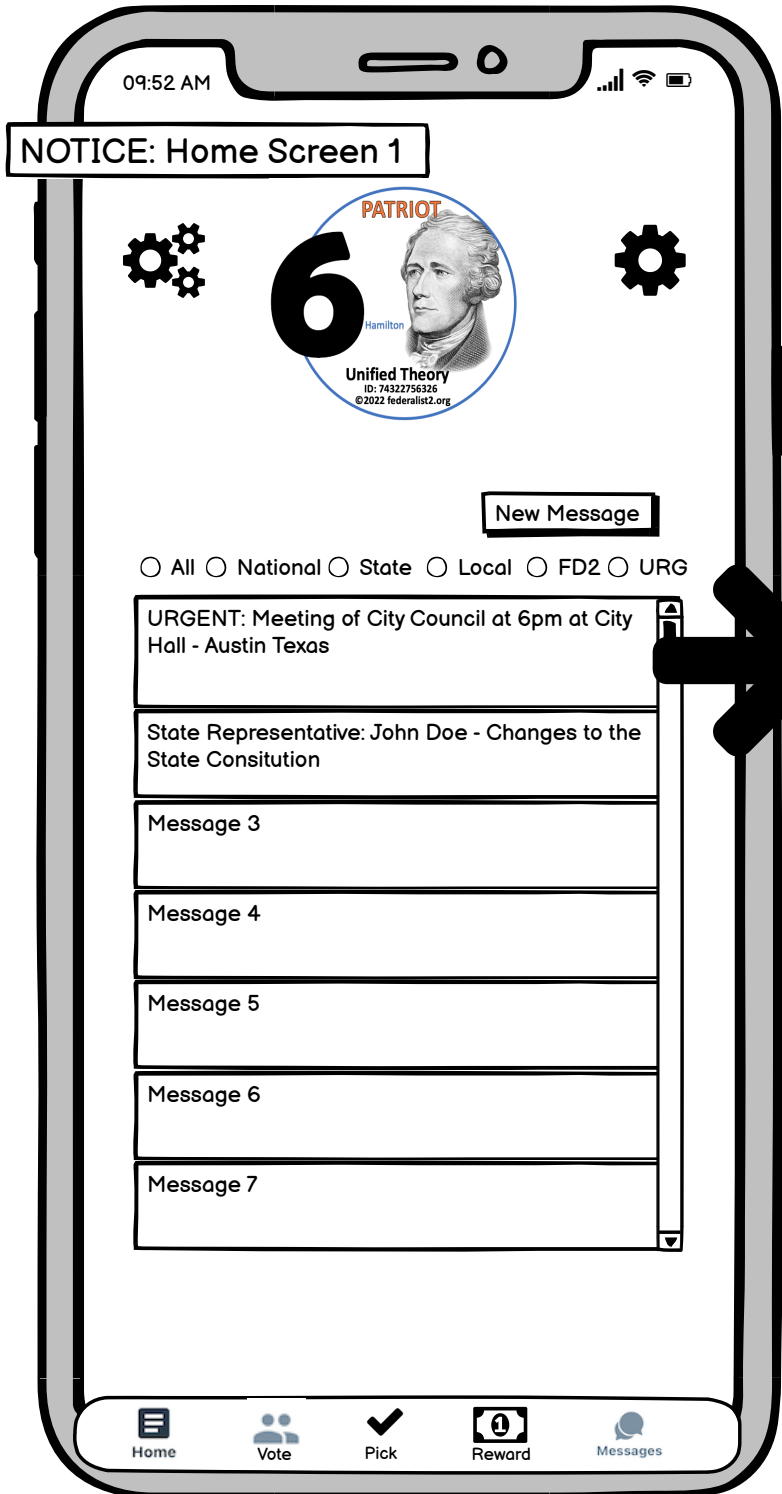 09:52 AM
NOTICE: Home Screen 1
PATRIOT
6
Hamilton
Unified Theory
ID: 74322756326
©2022 federalist2.org
New Message
All National State Local FD2 URG
URGENT: Meeting of City Council at 6pm at City
Hall - Austin Texas
State Representative: John Doe - Changes to the
State Consitution
Message 3
Message 4
Message 5
Message 6
Message 7
1
Home Vote Pick Reward Messages